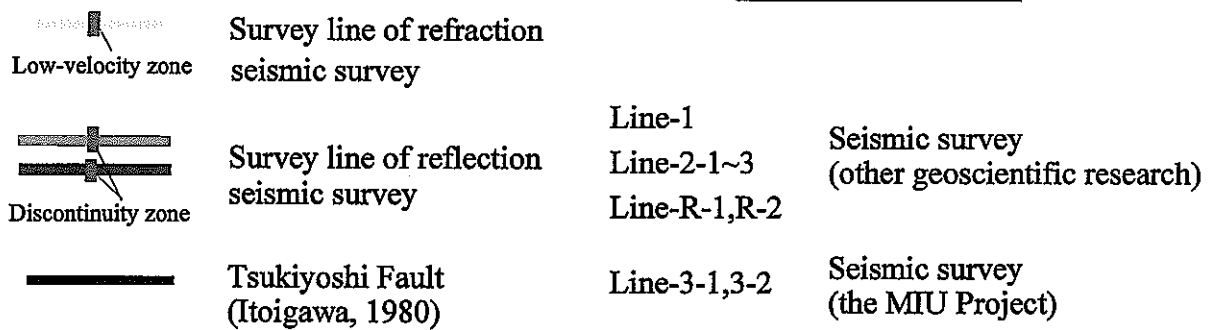 Low-velocity zone
Survey line of refraction
seismic survey
Discontinuity zone
Survey line of reflection
seismic survey
Tsukiyoshi Fault
(Itoigawa, 1980)
Line-1
Line-2-1~3
Line-R-1,R-2
Seismic survey
(other geoscientific research)
Line-3-1,3-2
Seismic survey
(the MIU Project)